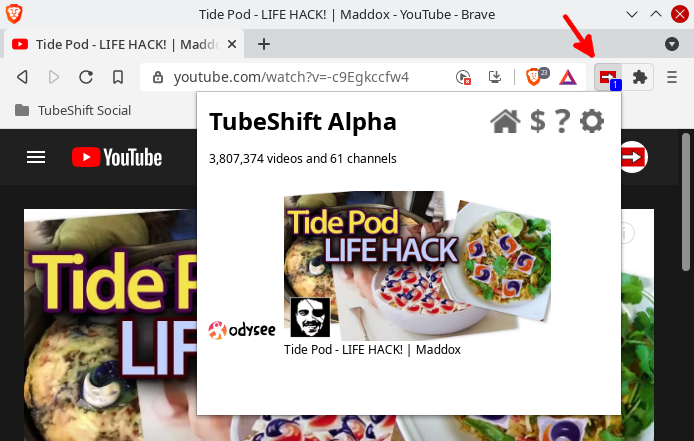 Tide Pod - LIFE HACK! | Maddox - YouTube - Brave
Tide Pod - LIFE HACK! | Maddo
youtube.com/watch?v=-c9Egkccfw4
23
1
TubeShift Social
TubeShift Alpha
$ ?
3,807,374 videos and 61 channels
YouTube
Tide Pod
LIFE HACK
odysee
Tide Pod - LIFE HACK! | Maddox
Tide P
LIF